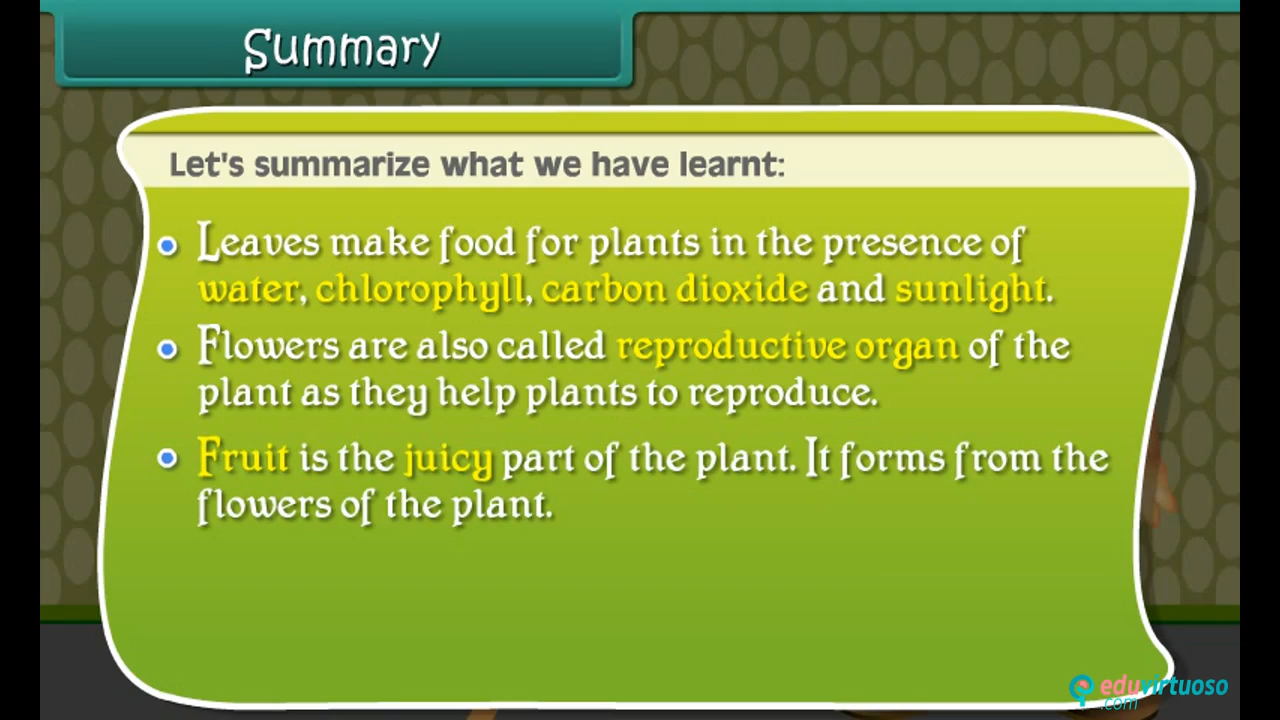 Summary
Let's summarize what we have learnt:
Leaves make food for plants in the presence of
water, chlorophyll, carbon dioxide and sunlight.
Flowers are also called reproductive organ of the
plant as they help plants to reproduce.
Fruit is the juicy part of the plant. It forms from the
flowers of the plant.
eduvirtuoso
.com